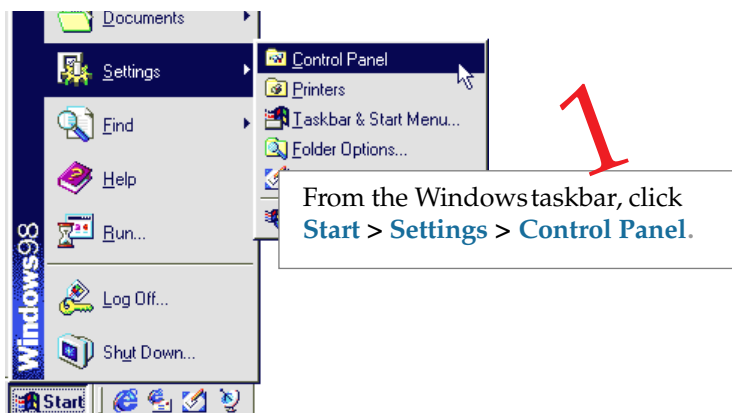 Documents
Settings
Find
Help
Run...
Log Off...
Shut Down...
Windows98
Start
Control Panel
Printers
Taskbar & Start Menu...
Folder Options...
1
From the Windows taskbar, click
Start > Settings > Control Panel.